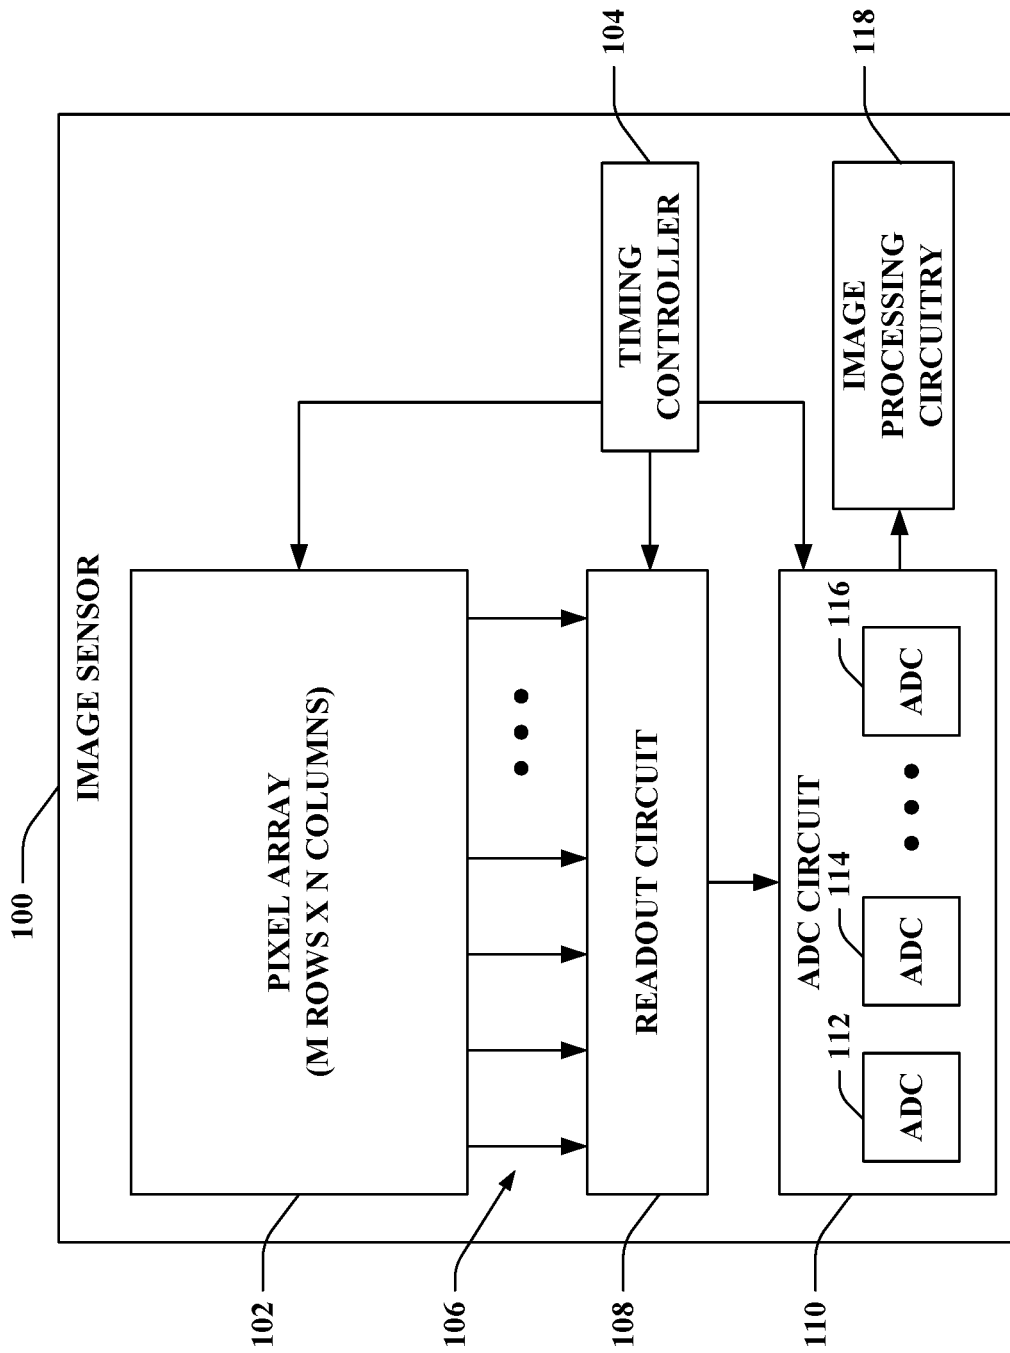 100
IMAGE SENSOR
102
PIXEL ARRAY
(M ROWS X N COLUMNS)
106
108
READOUT CIRCUIT
TIMING
CONTROLLER
104
110
ADC CIRCUIT
112
ADC
114
ADC
116
ADC
IMAGE
PROCESSING
CIRCUITRY
118